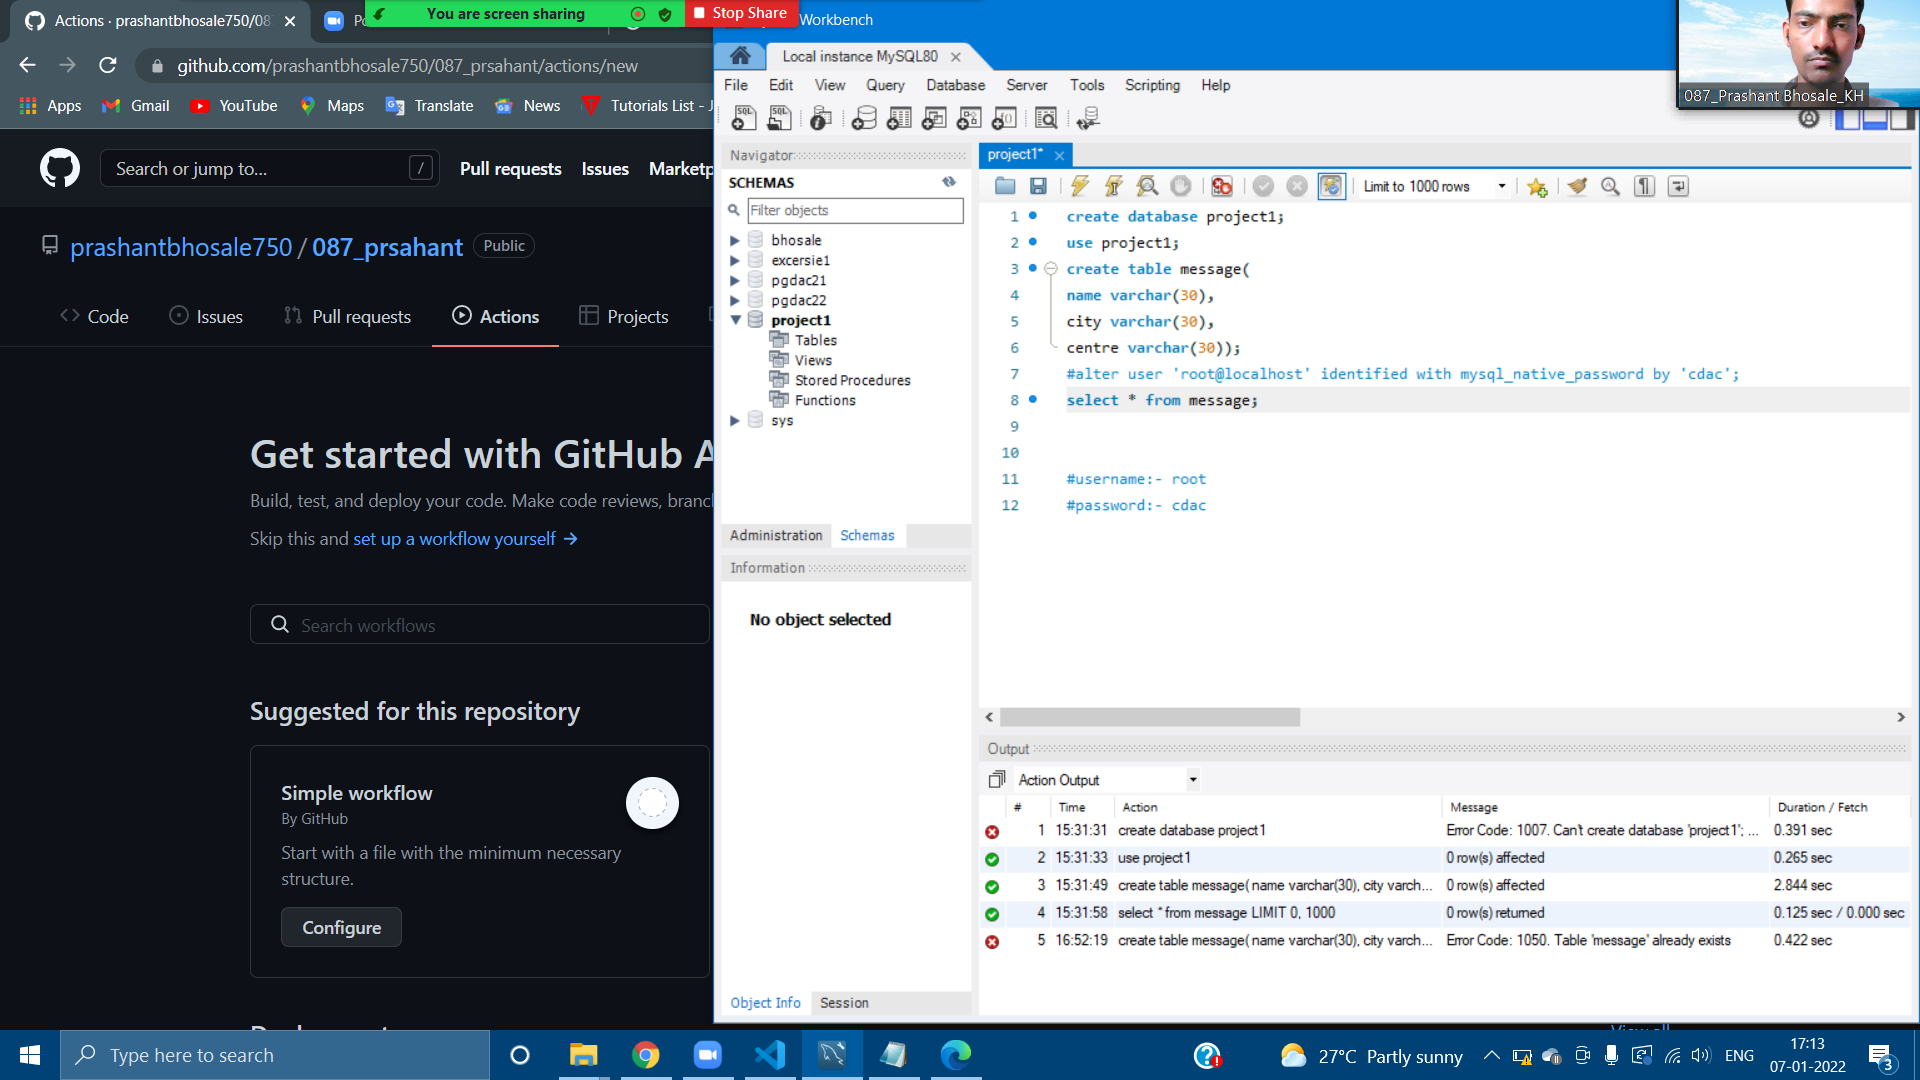 Actions · prashantbhosale750/08
You are screen sharing
Stop Share
Workbench
github.com/prashantbhosale750/087_prsahant/actions/new
Apps
Gmail
YouTube
Maps
Translate
News
Tutorials List - J
Search or jump to...
/
Pull requests
Issues
Marketp
prashantbhosale750 / 087_prsahant
Public
Code
Issues
Pull requests
Actions
Projects
Get started with GitHub A
Build, test, and deploy your code. Make code reviews, branc
Skip this and set up a workflow yourself →
Search workflows
Suggested for this repository
Simple workflow
By GitHub
Start with a file with the minimum necessary
structure.
Configure
Local instance MySQL80
File
Edit
View
Query
Database
Server
Tools
Scripting
Help
087_Prashant Bhosale_KH
Navigator
SCHEMAS
Filter objects
bhosale
excersie1
pgdac21
pgdac22
project1
Tables
Views
Stored Procedures
Functions
sys
Administration
Schemas
Information
No object selected
Object Info
Session
project1*
Limit to 1000 rows
1 create database project1;
2 use project1;
3 create table message(
4 name varchar(30),
5 city varchar(30),
6 centre varchar(30));
7 #alter user 'root@localhost' identified with mysql_native_password by 'cdac';
8 select * from message;
9
10
11 #username:- root
12 #password:- cdac
Output
Action Output
# Time Action Message Duration / Fetch
1 15:31:31 create database project1 Error Code: 1007. Can't create database 'project1'; ... 0.391 sec
2 15:31:33 use project1 0 row(s) affected 0.265 sec
3 15:31:49 create table message( name varchar(30), city varch... 0 row(s) affected 2.844 sec
4 15:31:58 select * from message LIMIT 0, 1000 0 row(s) returned 0.125 sec / 0.000 sec
5 16:52:19 create table message( name varchar(30), city varch... Error Code: 1050. Table 'message' already exists 0.422 sec
Type here to search
27°C Partly sunny
ENG
17:13
07-01-2022
3